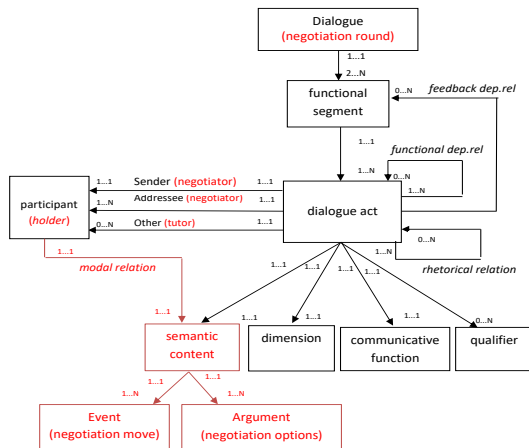 Dialogue
(negotiation round)
1...1
2...N
functional
segment
0...N
feedback dep.rel
1...1
functional dep.rel
0...N
1...N
1...N
1...1
Sender (negotiator)
1...1
1...N
Addressee (negotiator)
1...1
0...N
Other (tutor)
1...1
participant
(holder)
dialogue act
0...N
1...N
rhetorical relation
1...1
modal relation
1...1
1...1
1...1
1...1
1...1
1...1
1...1
1...1
0...N
semantic
content
dimension
communicative
function
qualifier
1...1
1...1
1...N
1...N
Event
(negotiation move)
Argument
(negotiation options)